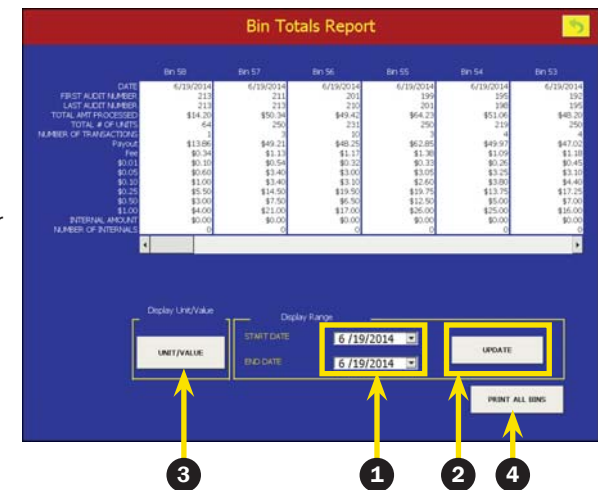 Bin Totals Report
Bin 58 Bin 57 Bin 56 Bin 55 Bin 54 Bin 53
DATE 6/19/2014 6/19/2014 6/19/2014 6/19/2014 6/19/2014 6/19/2014
FIRST AUDIT NUMBER 213 211 201 199 195 192
LAST AUDIT NUMBER 213 213 210 201 198 195
TOTAL AMT PROCESSED $14.20 $50.34 $49.42 $64.23 $51.06 $48.20
TOTAL # OF UNITS 64 250 231 250 219 250
NUMBER OF TRANSACTIONS 1 3 10 3 4 4
Payout $13.86 $49.21 $48.25 $62.85 $49.97 $47.02
Fee $0.34 $1.13 $1.17 $1.38 $1.09 $1.18
$0.01 $0.10 $0.54 $0.32 $0.33 $0.26 $0.45
$0.05 $0.60 $3.40 $3.00 $3.05 $3.25 $3.10
$0.10 $1.00 $3.40 $3.10 $2.60 $3.80 $4.40
$0.25 $5.50 $14.50 $19.50 $19.75 $13.75 $17.25
$0.50 $3.00 $7.50 $6.50 $12.50 $5.00 $7.00
$1.00 $4.00 $21.00 $17.00 $26.00 $25.00 $16.00
INTERNAL AMOUNT $0.00 $0.00 $0.00 $0.00 $0.00 $0.00
NUMBER OF INTERNALS 0 0 0 0 0 0
Display Unit/Value Display Range
UNIT/VALUE START DATE 6 /19/2014 UPDATE
END DATE 6 /19/2014
PRINT ALL BINS
3 1 2 4